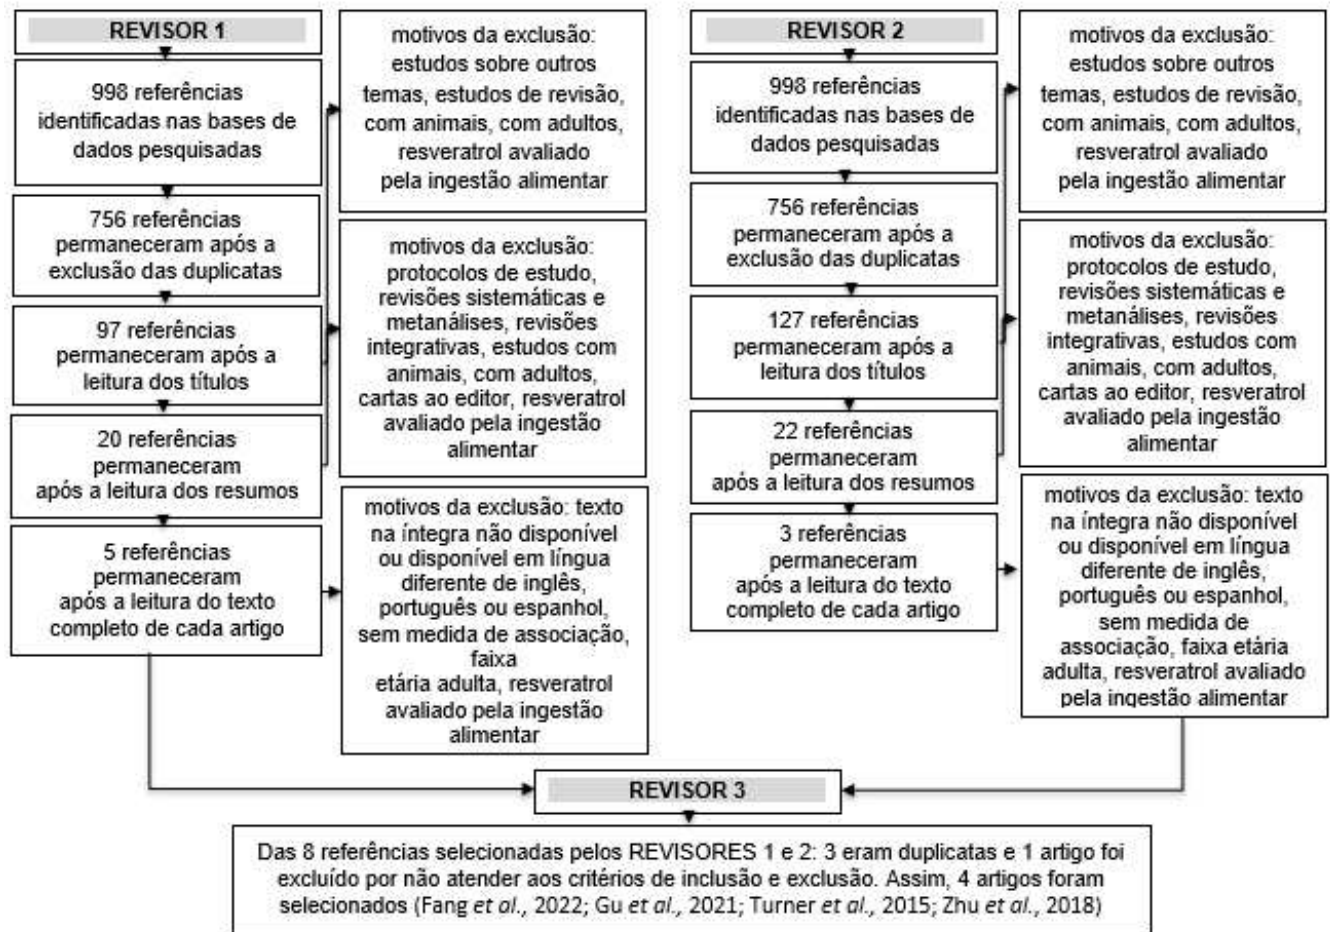 REVISOR 1
998 referências
identificadas nas bases de
dados pesquisadas
756 referências
permaneceram após a
exclusão das duplicatas
97 referências
permaneceram após a
leitura dos títulos
20 referências
permaneceram
após a leitura dos resumos
5 referências
permaneceram
após a leitura do texto
completo de cada artigo
motivos da exclusão:
estudos sobre outros
temas, estudos de revisão,
com animais, com adultos,
resveratrol avaliado
pela ingestão alimentar
motivos da exclusão:
protocolos de estudo,
revisões sistemáticas e
metanálises, revisões
integrativas, estudos com
animais, com adultos,
cartas ao editor, resveratrol
avaliado pela ingestão
alimentar
motivos da exclusão: texto
na íntegra não disponível
ou disponível em língua
diferente de inglês,
português ou espanhol,
sem medida de associação,
faixa
etária adulta, resveratrol
avaliado pela ingestão
alimentar
REVISOR 2
998 referências
identificadas nas bases de
dados pesquisadas
756 referências
permaneceram após a
exclusão das duplicatas
127 referências
permaneceram após a
leitura dos títulos
22 referências
permaneceram
após a leitura dos resumos
3 referências
permaneceram
após a leitura do texto
completo de cada artigo
motivos da exclusão:
estudos sobre outros
temas, estudos de revisão,
com animais, com adultos,
resveratrol avaliado
pela ingestão alimentar
motivos da exclusão:
protocolos de estudo,
revisões sistemáticas e
metanálises, revisões
integrativas, estudos com
animais, com adultos,
cartas ao editor, resveratrol
avaliado pela ingestão
alimentar
motivos da exclusão: texto
na íntegra não disponível
ou disponível em língua
diferente de inglês,
português ou espanhol,
sem medida de
associação, faixa etária
adulta, resveratrol avaliado
pela ingestão alimentar
REVISOR 3
Das 8 referências selecionadas pelos REVISORES 1 e 2: 3 eram duplicatas e 1 artigo foi
excluído por não atender aos critérios de inclusão e exclusão. Assim, 4 artigos foram
selecionados (Fang et al., 2022; Gu et al., 2021; Turner et al., 2015; Zhu et al., 2018)